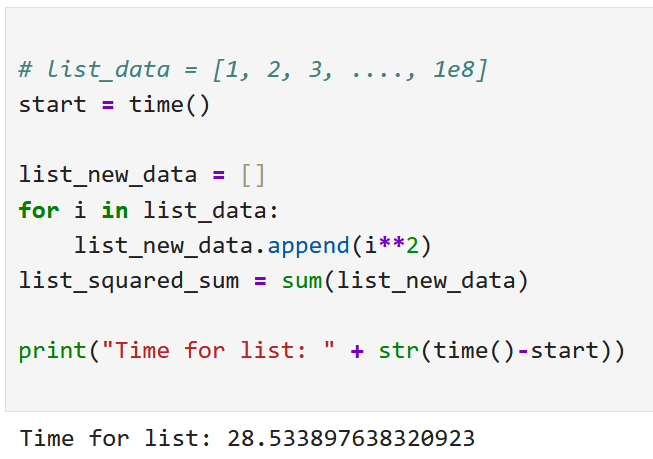 # list_data = [1, 2, 3, ...., 1e8]
start = time()
list_new_data = []
for i in list_data:
    list_new_data.append(i**2)
list_squared_sum = sum(list_new_data)
print("Time for list: " + str(time()-start))
Time for list: 28.533897638320923